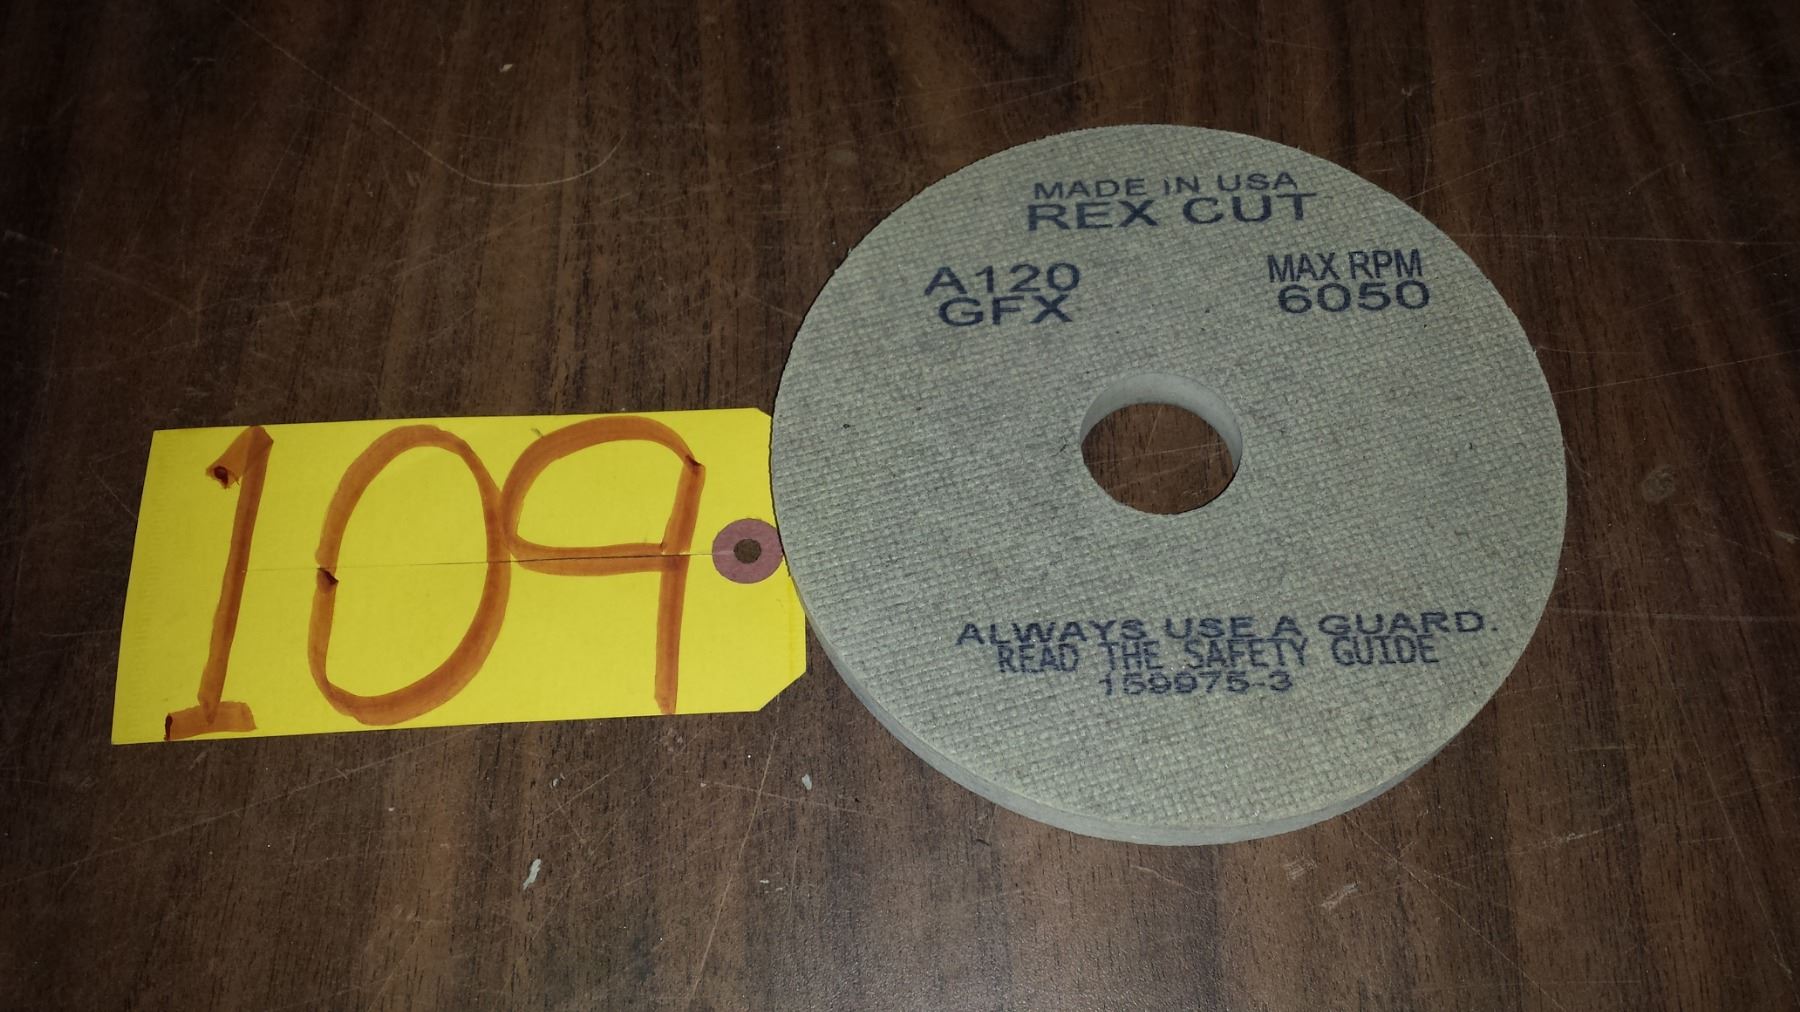 109
MADE IN USA
REX CUT
A120
GFX
MAX RPM
6050
ALWAYS USE A GUARD.
READ THE SAFETY GUIDE
159975-3